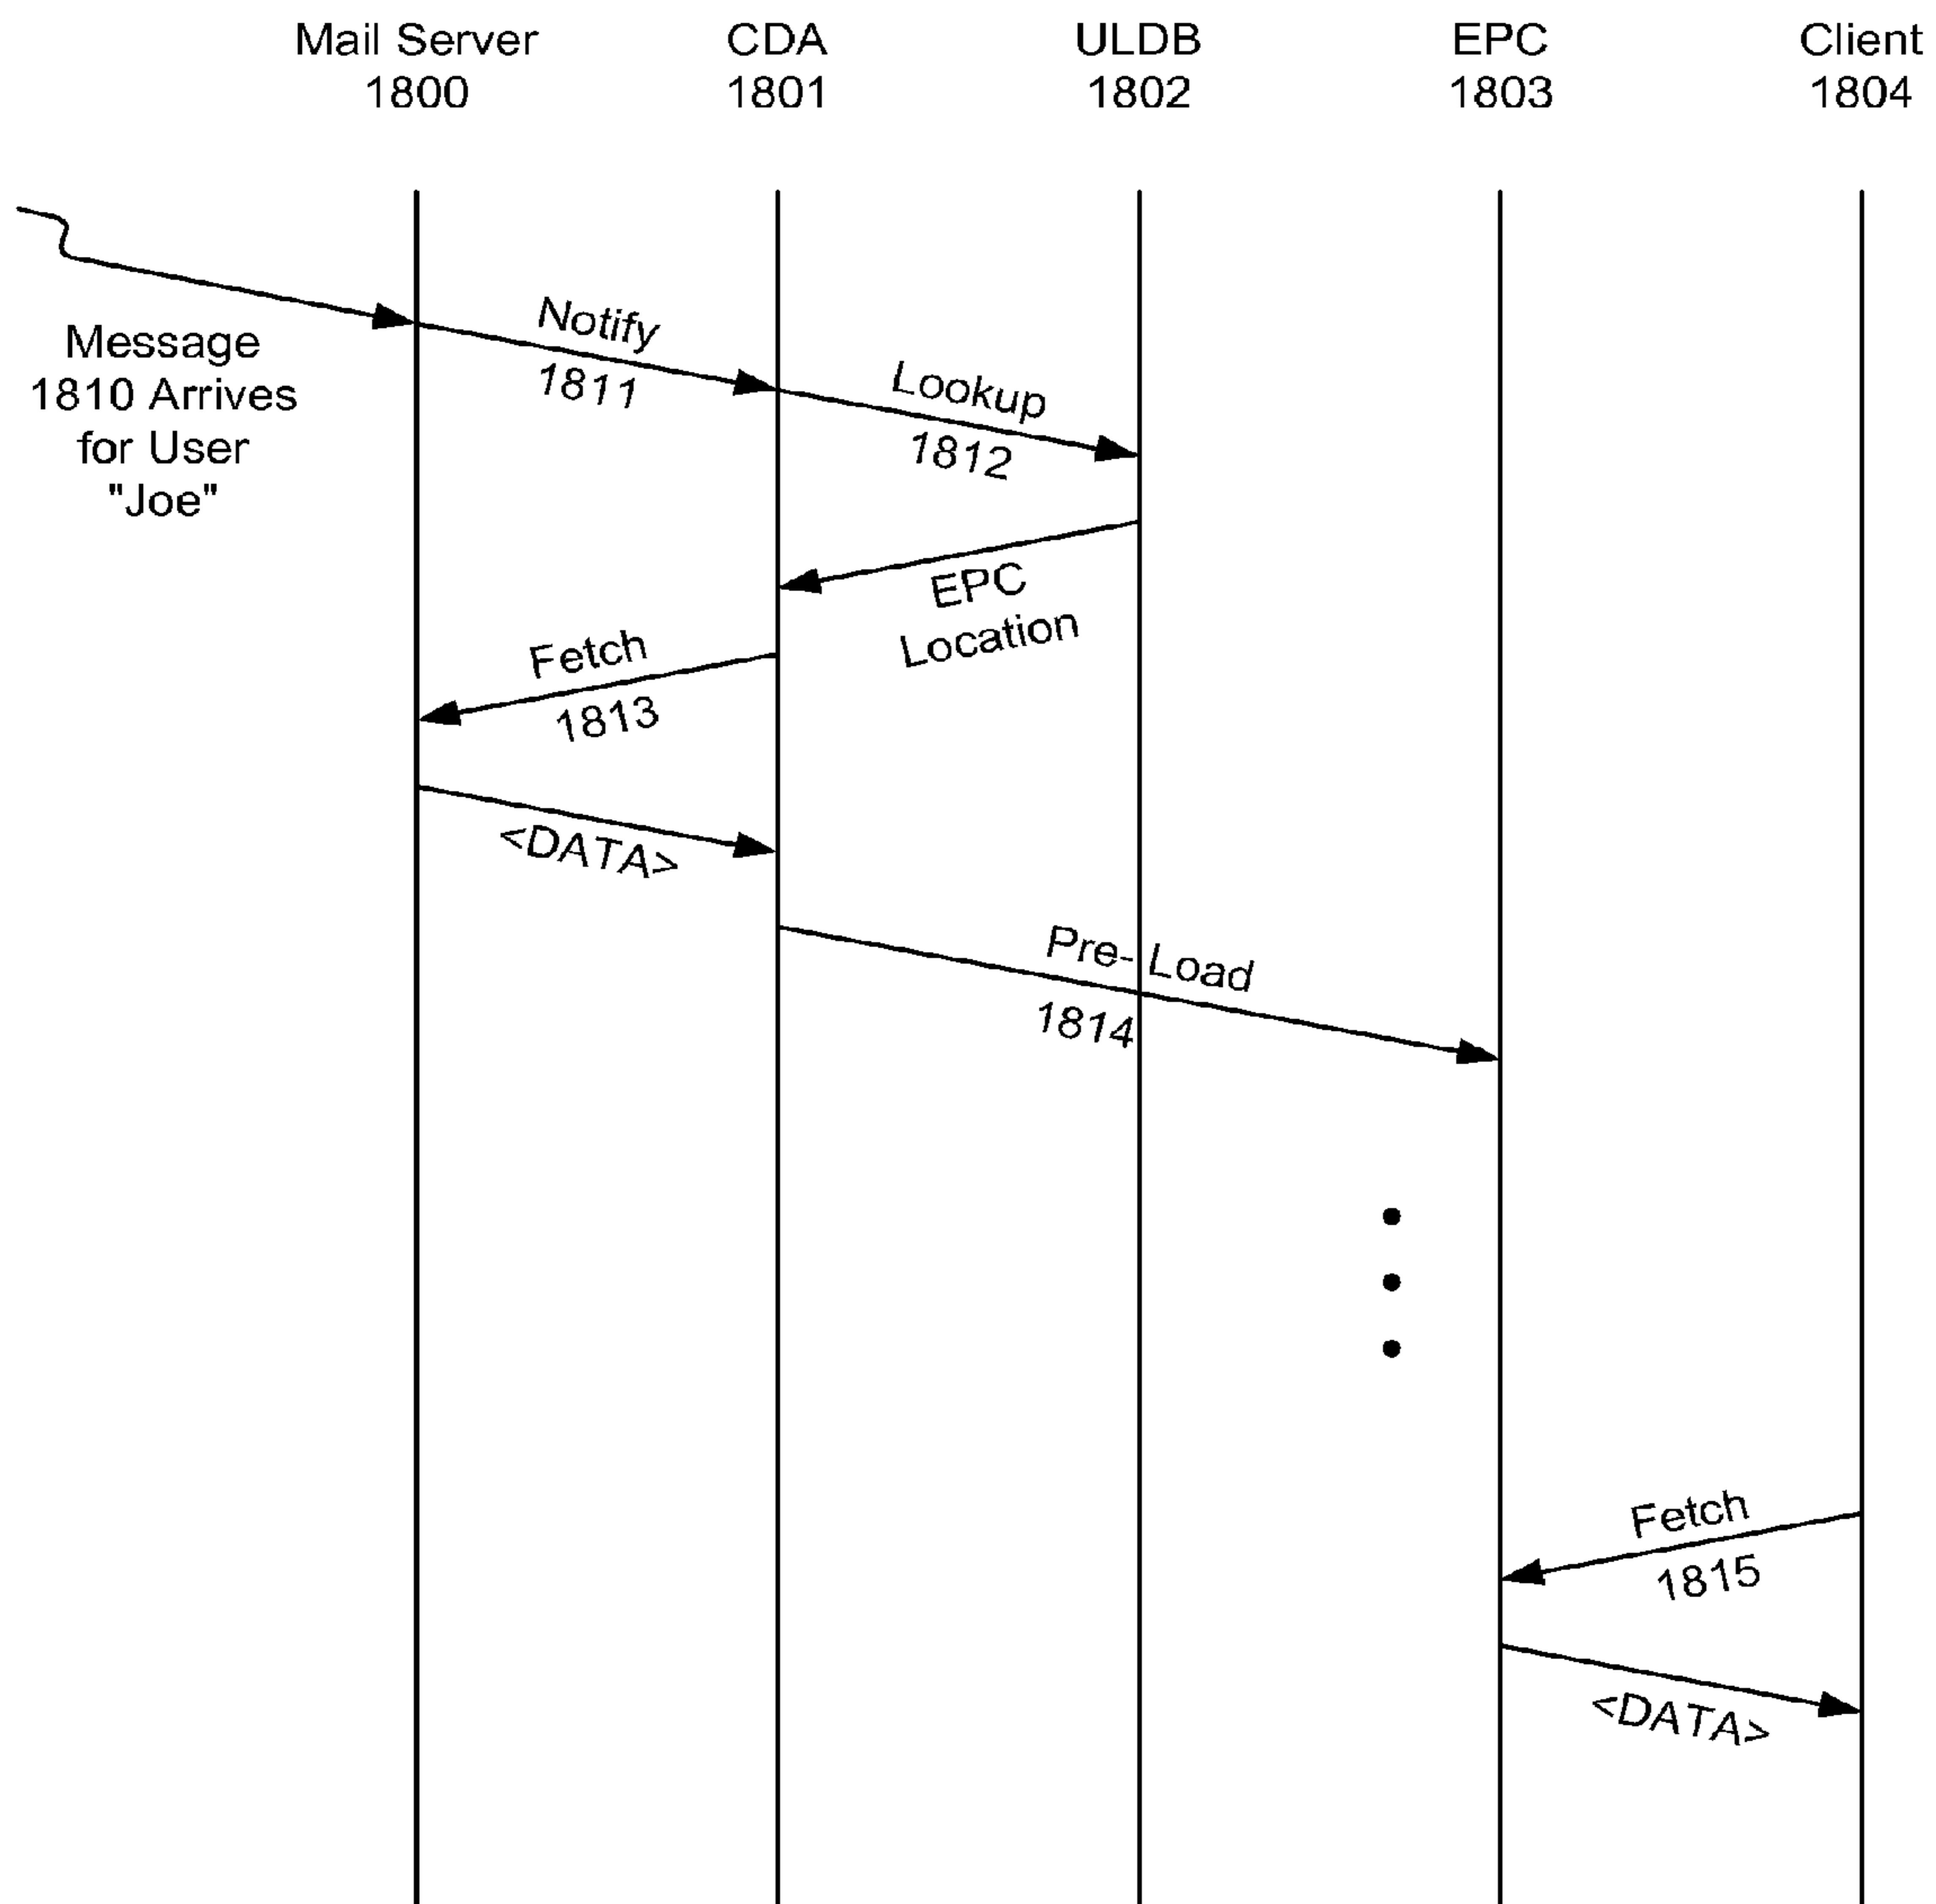 Mail Server
1800
CDA
1801
ULDB
1802
EPC
1803
Client
1804
Message
1810 Arrives
for User
"Joe"
Notify
1811
Lookup
1812
EPC
Location
Fetch
1813
<DATA>
Pre- Load
1814
Fetch
1815
<DATA>